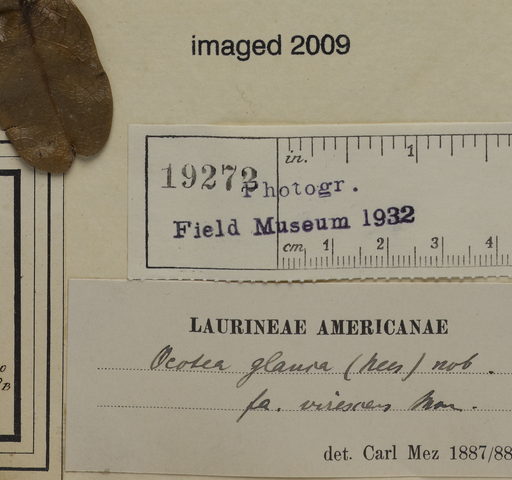 imaged 2009
19272
Photogr.
in. 1
Field Museum 1932
cm 1 2 3 4
LAURINEAE AMERICANAE
Ocotea glauca (Nees) nob.
fa. virescens
det. Carl Mez 1887/88